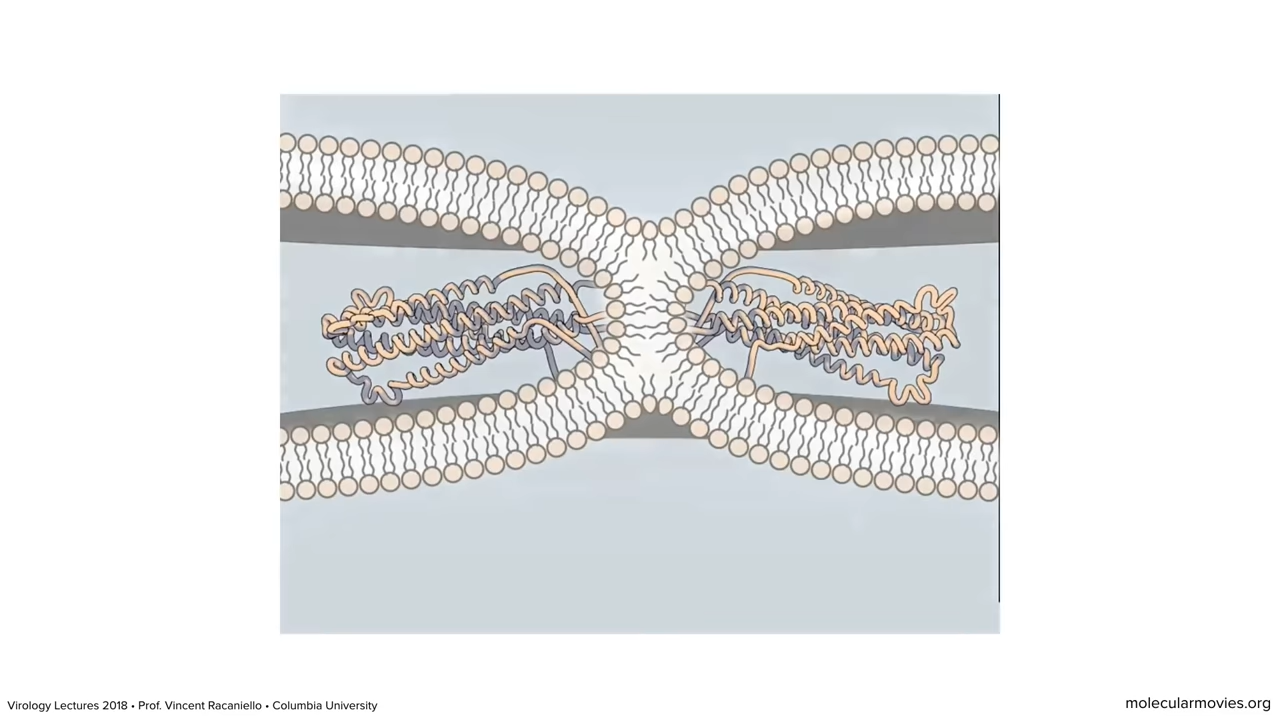 Virology Lectures 2018 • Prof. Vincent Racaniello • Columbia University
molecularmovies.org